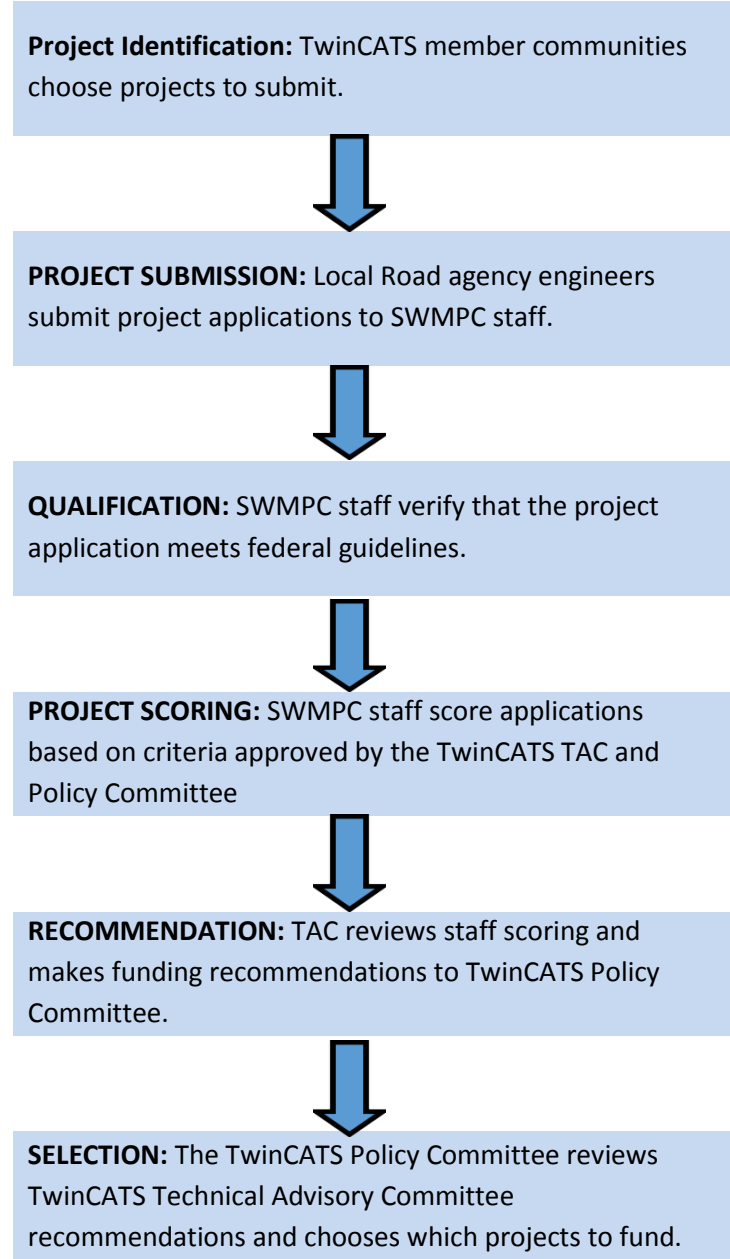 Project Identification: TwinCATS member communities
choose projects to submit.
PROJECT SUBMISSION: Local Road agency engineers
submit project applications to SWMPC staff.
QUALIFICATION: SWMPC staff verify that the project
application meets federal guidelines.
PROJECT SCORING: SWMPC staff score applications
based on criteria approved by the TwinCATS TAC and
Policy Committee
RECOMMENDATION: TAC reviews staff scoring and
makes funding recommendations to TwinCATS Policy
Committee.
SELECTION: The TwinCATS Policy Committee reviews
TwinCATS Technical Advisory Committee
recommendations and chooses which projects to fund.